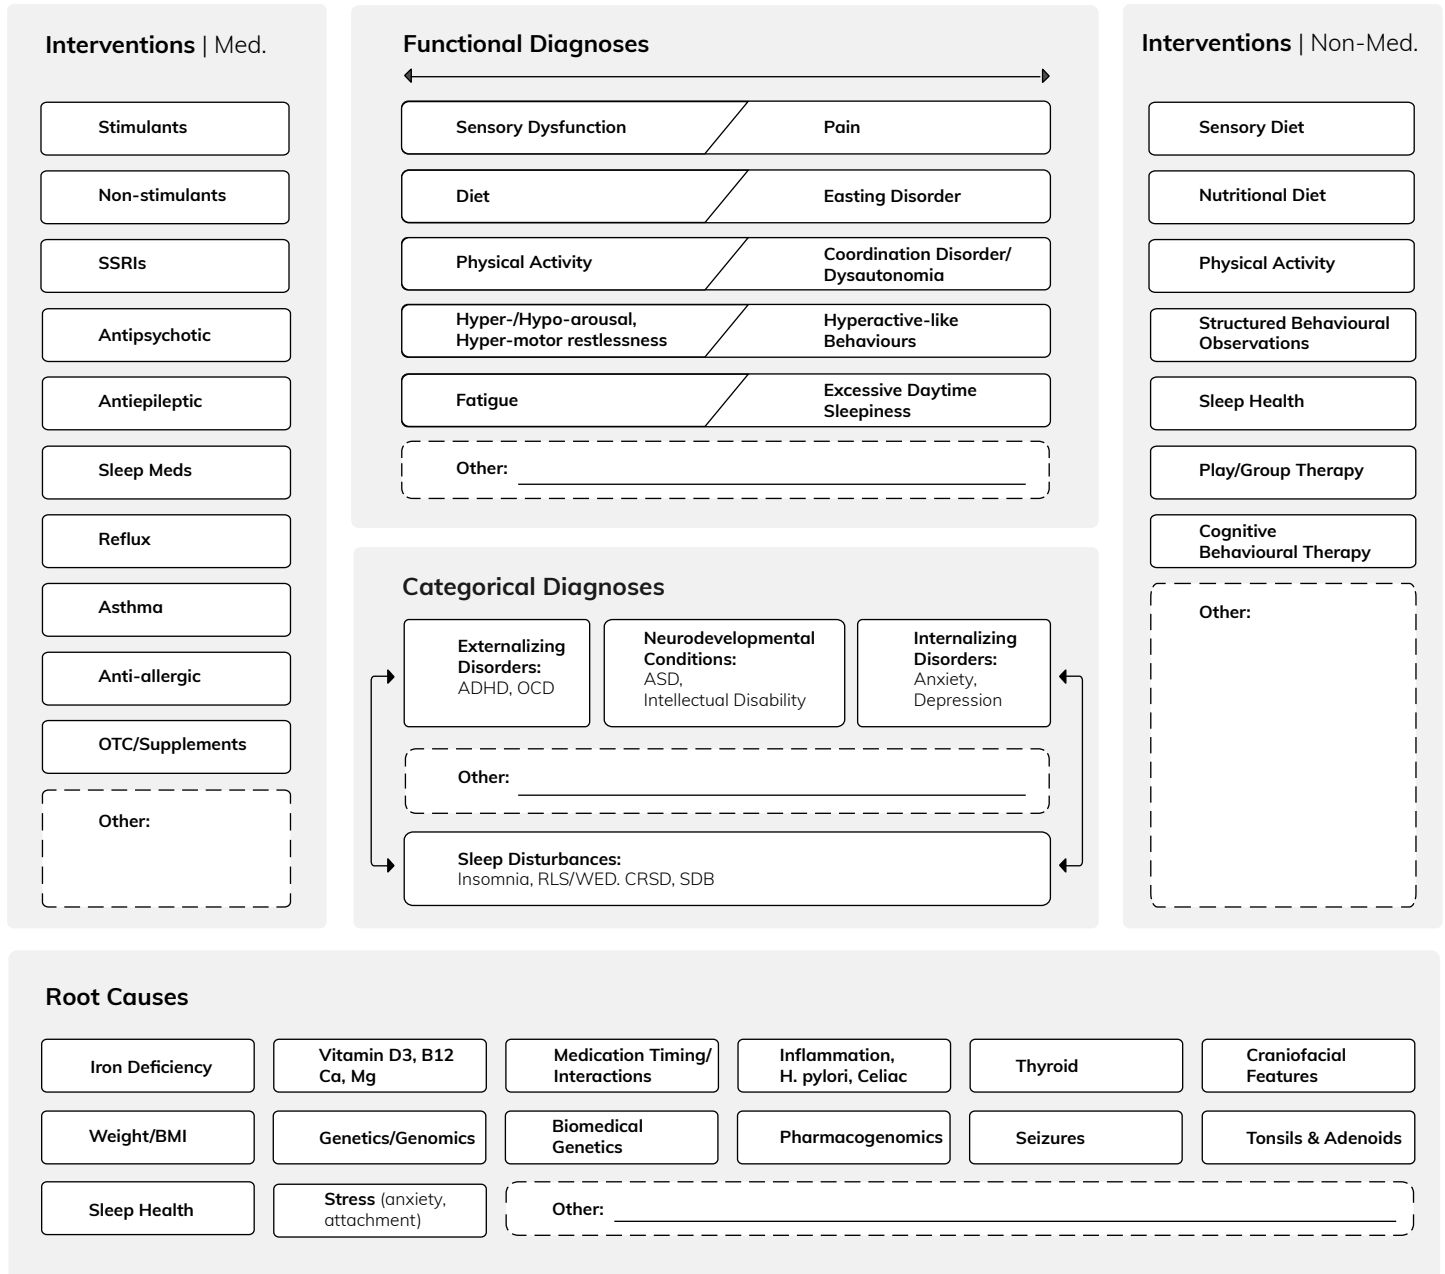 Interventions | Med.
Stimulants
Non-stimulants
SSRIs
Antipsychotic
Antiepileptic
Sleep Meds
Reflux
Asthma
Anti-allergic
OTC/Supplements
Other:
Functional Diagnoses
Sensory Dysfunction
Pain
Diet
Easting Disorder
Physical Activity
Coordination Disorder/
Dysautonomia
Hyper-/Hypo-arousal,
Hyper-motor restlessness
Hyperactive-like
Behaviours
Fatigue
Excessive Daytime
Sleepiness
Other:
Categorical Diagnoses
Externalizing
Disorders:
ADHD, OCD
Neurodevelopmental
Conditions:
ASD,
Intellectual Disability
Internalizing
Disorders:
Anxiety,
Depression
Other:
Sleep Disturbances:
Insomnia, RLS/WED. CRSD, SDB
Interventions | Non-Med.
Sensory Diet
Nutritional Diet
Physical Activity
Structured Behavioural
Observations
Sleep Health
Play/Group Therapy
Cognitive
Behavioural Therapy
Other:
Root Causes
Iron Deficiency
Vitamin D3, B12
Ca, Mg
Medication Timing/
Interactions
Inflammation,
H. pylori, Celiac
Thyroid
Craniofacial
Features
Weight/BMI
Genetics/Genomics
Biomedical
Genetics
Pharmacogenomics
Seizures
Tonsils & Adenoids
Sleep Health
Stress (anxiety,
attachment)
Other: